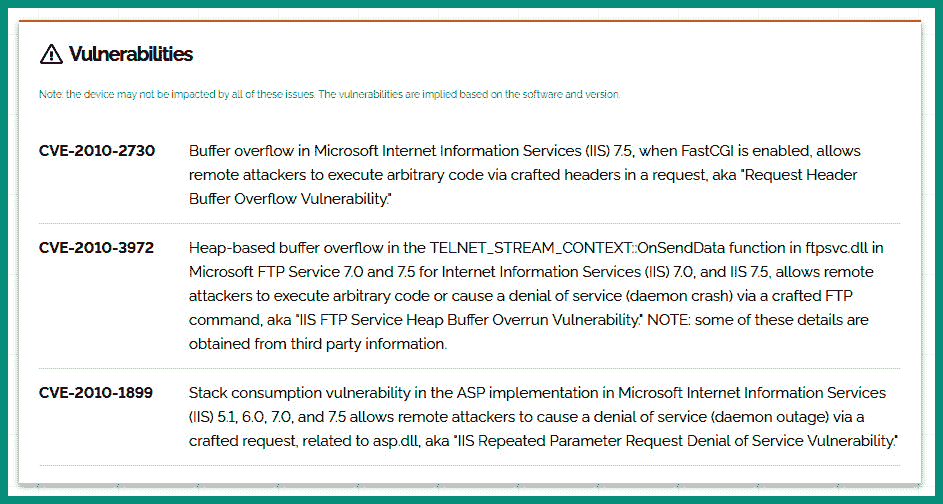 Vulnerabilities
Note: the device may not be impacted by all of these issues. The vulnerabilities are implied based on the software and version.
CVE-2010-2730
Buffer overflow in Microsoft Internet Information Services (IIS) 7.5, when FastCGI is enabled, allows
remote attackers to execute arbitrary code via crafted headers in a request, aka "Request Header
Buffer Overflow Vulnerability."
CVE-2010-3972
Heap-based buffer overflow in the TELNET_STREAM_CONTEXT::OnSendData function in ftpsvc.dll in
Microsoft FTP Service 7.0 and 7.5 for Internet Information Services (IIS) 7.0, and IIS 7.5, allows remote
attackers to execute arbitrary code or cause a denial of service (daemon crash) via a crafted FTP
command, aka "IIS FTP Service Heap Buffer Overrun Vulnerability." NOTE: some of these details are
obtained from third party information.
CVE-2010-1899
Stack consumption vulnerability in the ASP implementation in Microsoft Internet Information Services
(IIS) 5.1, 6.0, 7.0, and 7.5 allows remote attackers to cause a denial of service (daemon outage) via a
crafted request, related to asp.dll, aka "IIS Repeated Parameter Request Denial of Service Vulnerability."